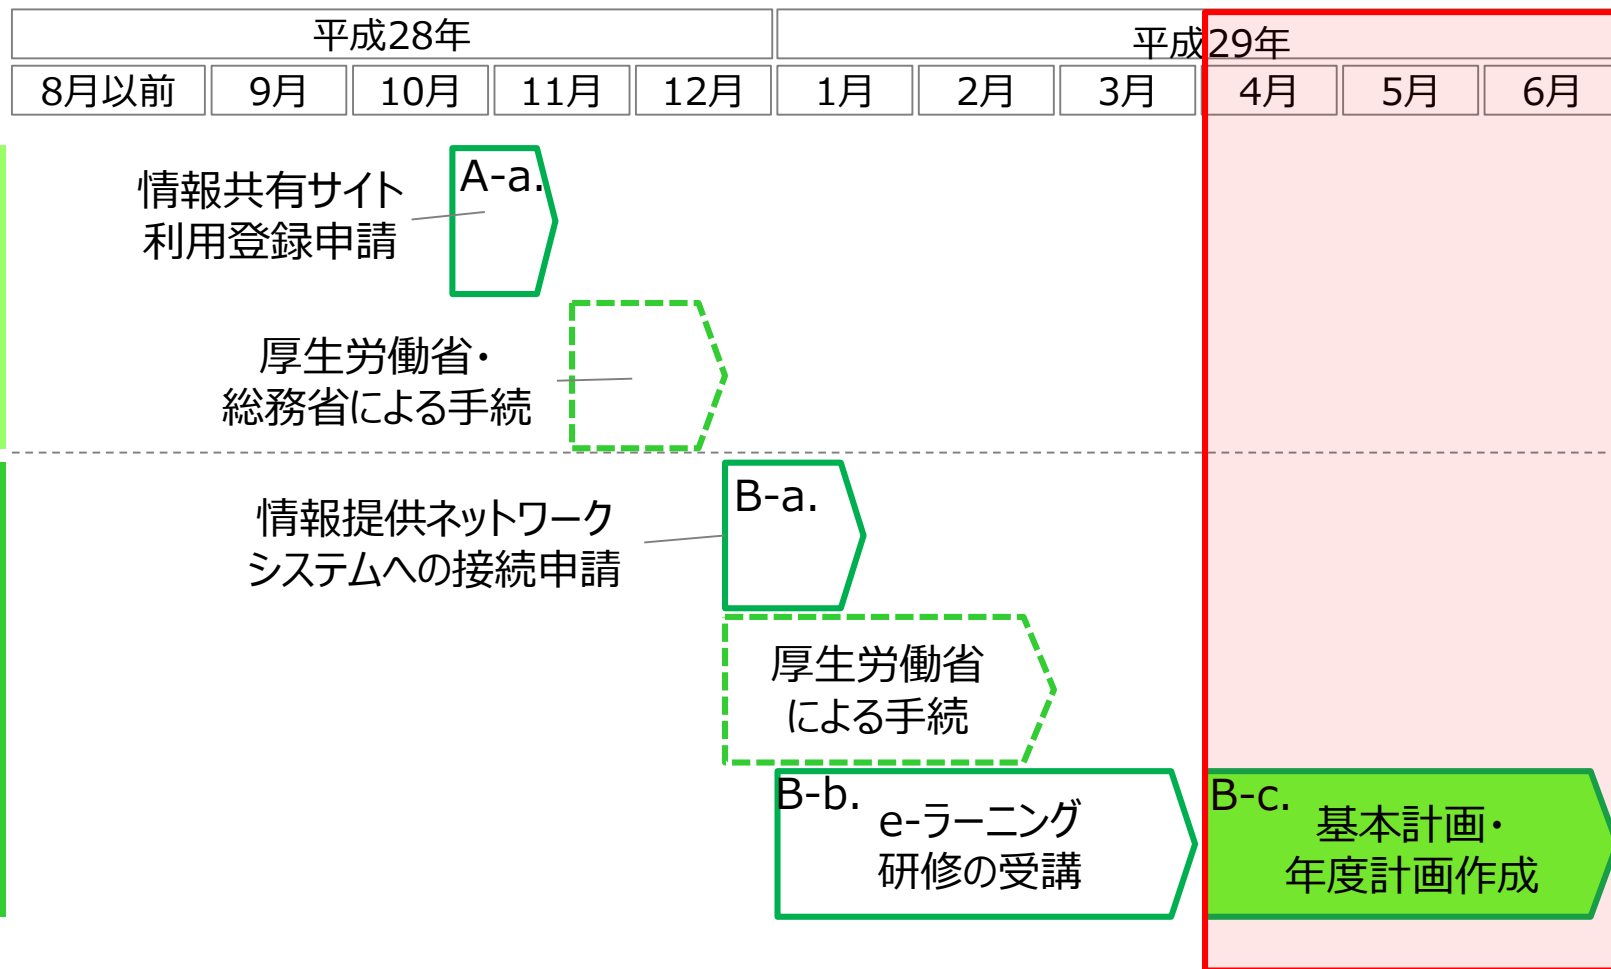 平成28年
平成29年
8月以前
9月
10月
11月
12月
1月
2月
3月
4月
5月
6月
情報共有サイト
利用登録申請
A-a.
厚生労働省・
総務省による手続
情報提供ネットワーク
システムへの接続申請
B-a.
厚生労働省
による手続
B-b.
e-ラーニング
研修の受講
B-c.
基本計画・
年度計画作成